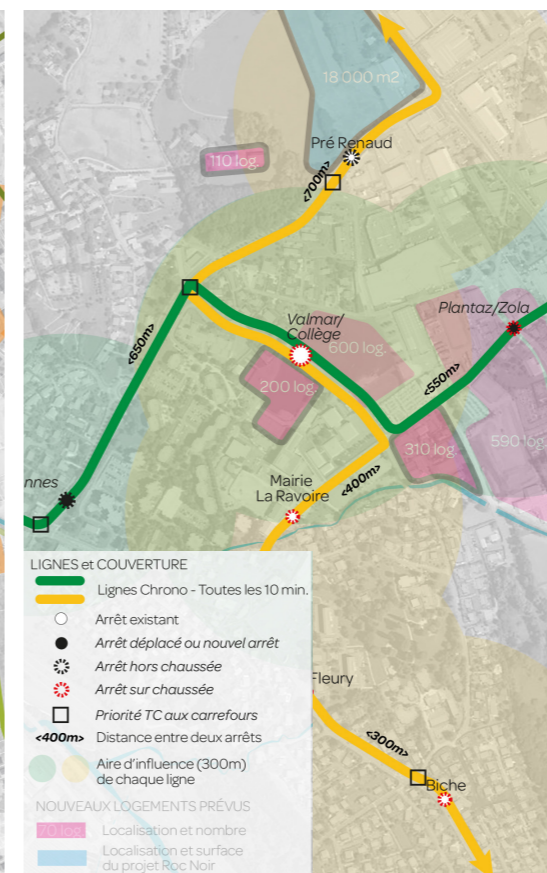 18 000 m2
Pré Renaud
110 log.
<700m>
Valmar/
Collège
Plantaz/Zola
<650m>
600 log.
<550m>
200 log.
310 log.
590 log.
nnes
Mairie
La Ravoire
<400m>
LIGNES et COUVERTURE
Lignes Chrono - Toutes les 10 min.
Arrêt existant
Arrêt déplacé ou nouvel arrêt
Arrêt hors chaussée
Arrêt sur chaussée
Priorité TC aux carrefours
<400m> Distance entre deux arrêts
Aire d'influence (300m)
de chaque ligne
NOUVEAUX LOGEMENTS PRÉVUS
70 log. Localisation et nombre
Localisation et surface
du projet Roc Noir
Fleury
<300m>
Biche